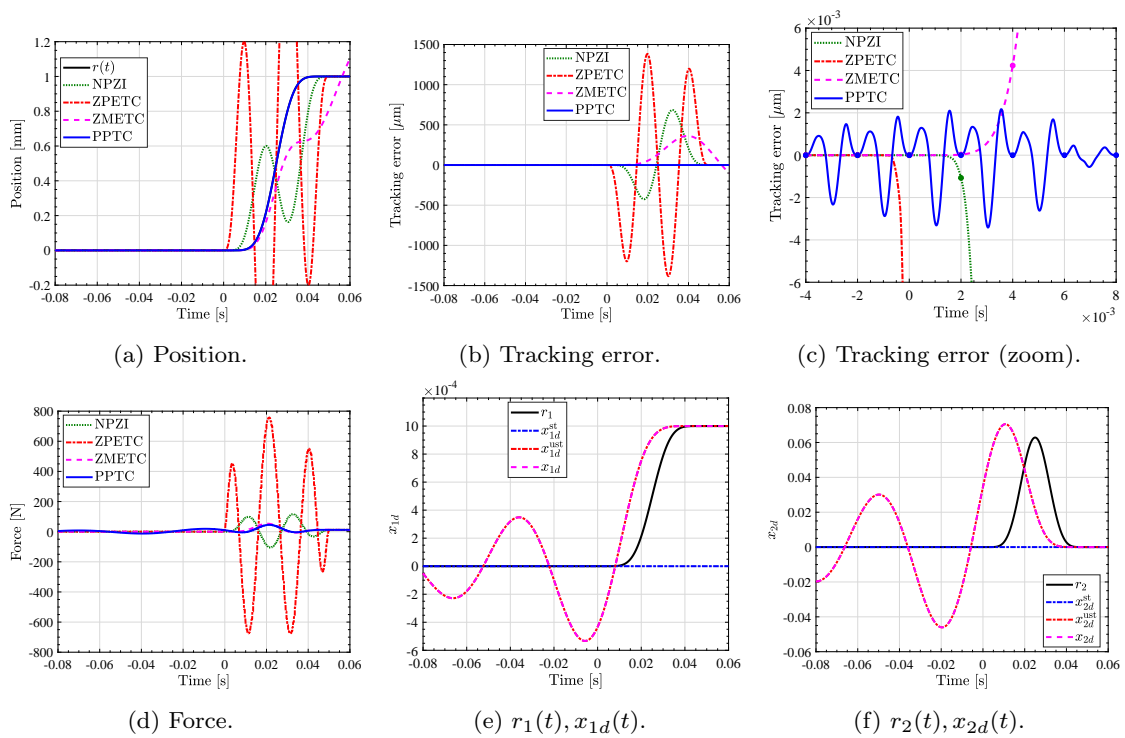 r(t)
NPZI
ZPETC
ZMETC
PPTC
1.2
1
0.8
0.6
0.4
0.2
0
-0.2
Position [mm]
-0.08 -0.06 -0.04 -0.02 0 0.02 0.04 0.06
Time [s]
(a) Position.
NPZI
ZPETC
ZMETC
PPTC
1500
1000
500
0
-500
-1000
-1500
Tracking error [μm]
-0.08 -0.06 -0.04 -0.02 0 0.02 0.04 0.06
Time [s]
(b) Tracking error.
×10⁻³
NPZI
ZPETC
ZMETC
PPTC
6
4
2
0
-2
-4
-6
Tracking error [μm]
-4 -2 0 2 4 6 8
Time [s]
×10⁻³
(c) Tracking error (zoom).
NPZI
ZPETC
ZMETC
PPTC
800
600
400
200
0
-200
-400
-600
-800
Force [N]
-0.08 -0.06 -0.04 -0.02 0 0.02 0.04 0.06
Time [s]
(d) Force.
×10⁻⁴
r₁
x₁d^st
x₁d^ust
x₁d
10
8
6
4
2
0
-2
-4
-6
x₁d
-0.08 -0.06 -0.04 -0.02 0 0.02 0.04 0.06
Time [s]
(e) r₁(t), x₁d(t).
0.08
0.06
0.04
0.02
0
-0.02
-0.04
-0.06
x₂d
r₂
x₂d^st
x₂d^ust
x₂d
-0.08 -0.06 -0.04 -0.02 0 0.02 0.04 0.06
Time [s]
(f) r₂(t), x₂d(t).